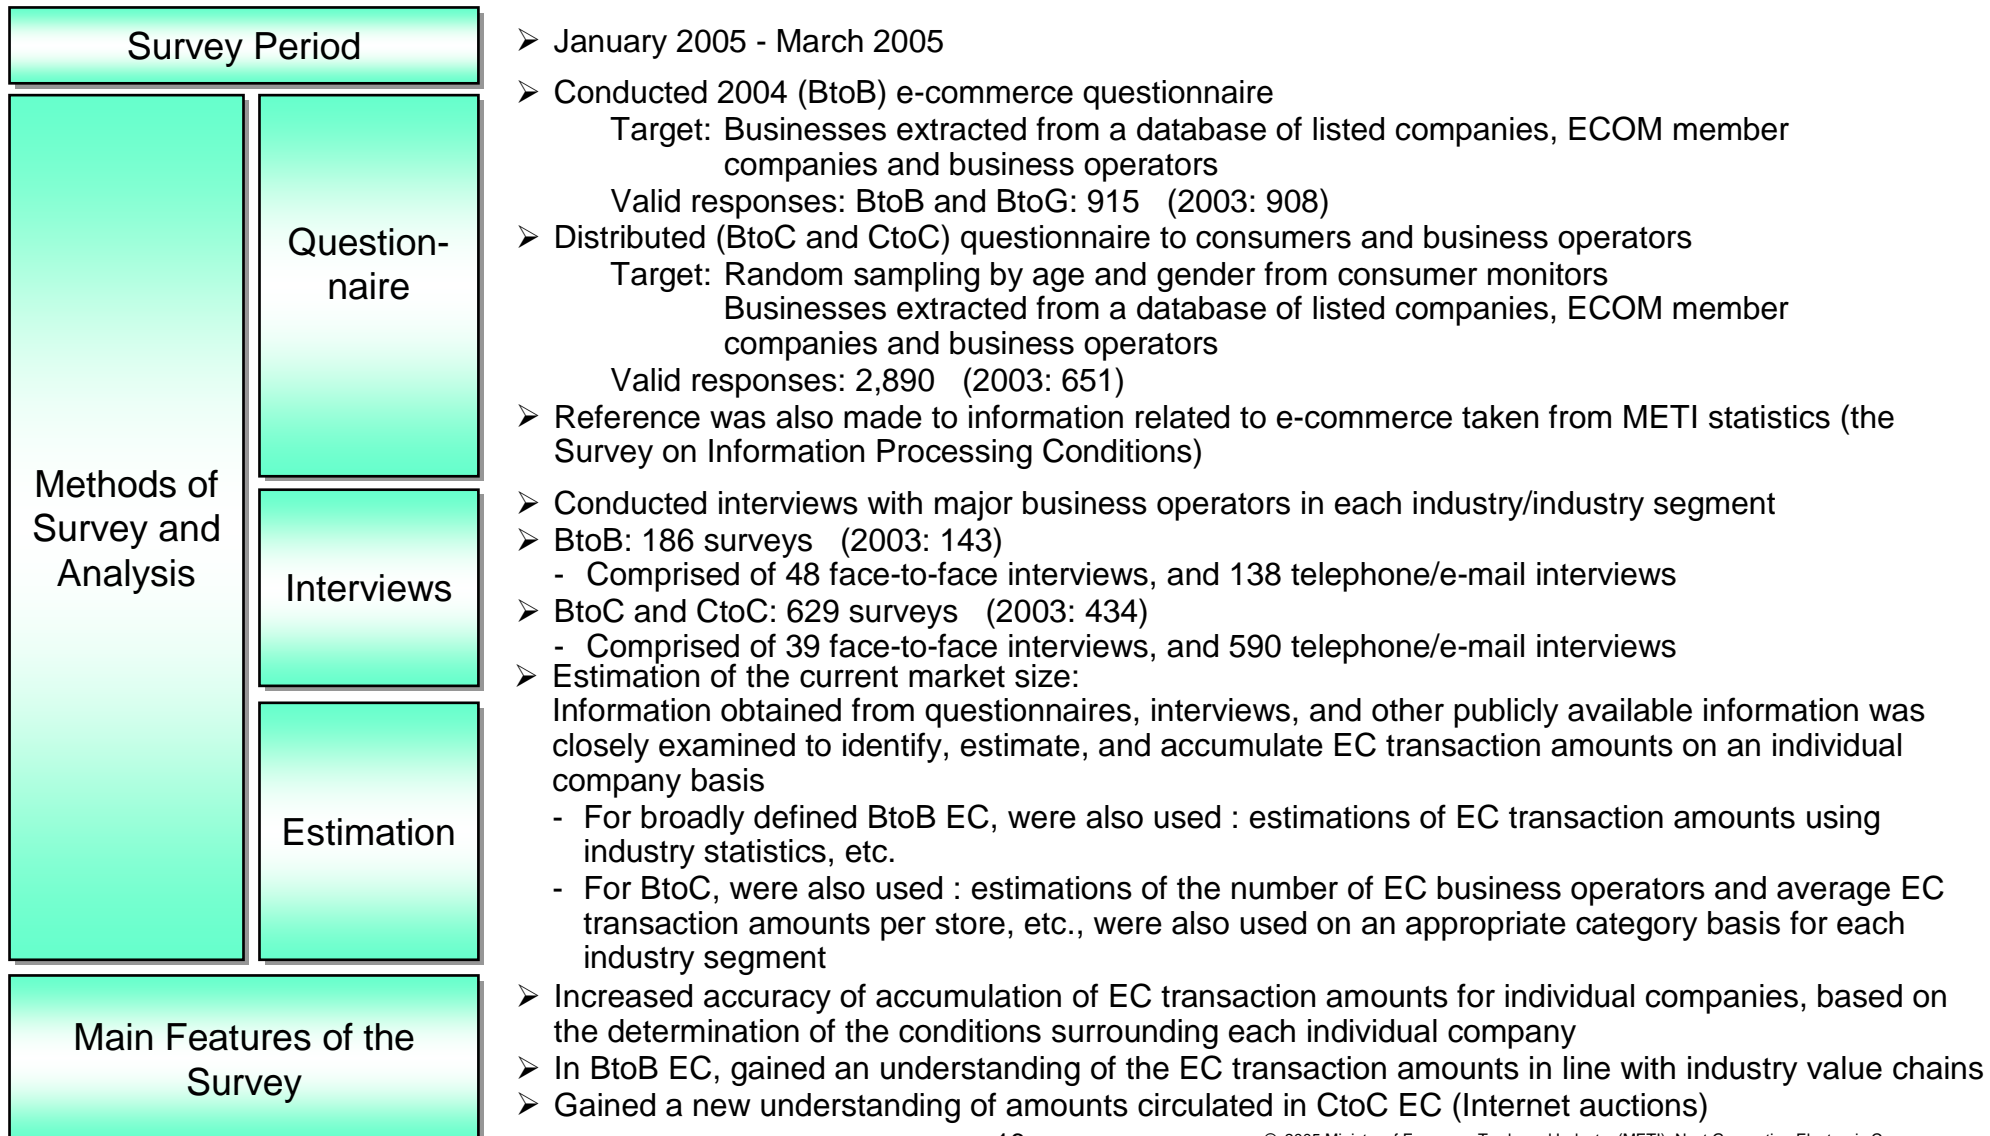 Survey Period
➢ January 2005 - March 2005
Methods of
Survey and
Analysis
Question-
naire
➢ Conducted 2004 (BtoB) e-commerce questionnaire
Target: Businesses extracted from a database of listed companies, ECOM member
companies and business operators
Valid responses: BtoB and BtoG: 915 (2003: 908)
➢ Distributed (BtoC and CtoC) questionnaire to consumers and business operators
Target: Random sampling by age and gender from consumer monitors
Businesses extracted from a database of listed companies, ECOM member
companies and business operators
Valid responses: 2,890 (2003: 651)
➢ Reference was also made to information related to e-commerce taken from METI statistics (the
Survey on Information Processing Conditions)
Interviews
➢ Conducted interviews with major business operators in each industry/industry segment
➢ BtoB: 186 surveys (2003: 143)
- Comprised of 48 face-to-face interviews, and 138 telephone/e-mail interviews
➢ BtoC and CtoC: 629 surveys (2003: 434)
- Comprised of 39 face-to-face interviews, and 590 telephone/e-mail interviews
Estimation
➢ Estimation of the current market size:
Information obtained from questionnaires, interviews, and other publicly available information was
closely examined to identify, estimate, and accumulate EC transaction amounts on an individual
company basis
- For broadly defined BtoB EC, were also used : estimations of EC transaction amounts using
industry statistics, etc.
- For BtoC, were also used : estimations of the number of EC business operators and average EC
transaction amounts per store, etc., were also used on an appropriate category basis for each
industry segment
Main Features of the
Survey
➢ Increased accuracy of accumulation of EC transaction amounts for individual companies, based on
the determination of the conditions surrounding each individual company
➢ In BtoB EC, gained an understanding of the EC transaction amounts in line with industry value chains
➢ Gained a new understanding of amounts circulated in CtoC EC (Internet auctions)